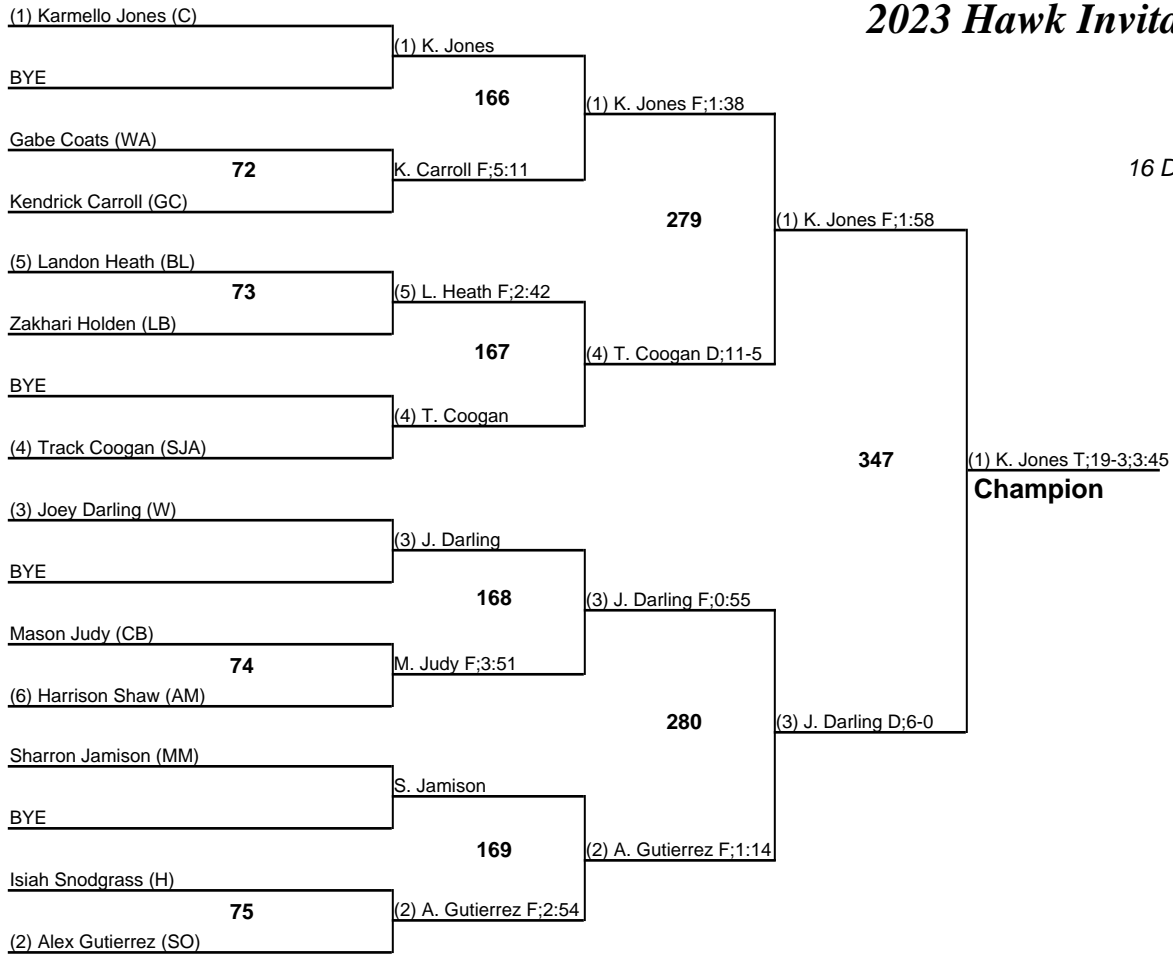 2023 Hawk Invita
16 D
(1) Karmello Jones (C)
BYE
Gabe Coats (WA)
72
Kendrick Carroll (GC)
(5) Landon Heath (BL)
73
Zakhari Holden (LB)
BYE
(4) Track Coogan (SJA)
(3) Joey Darling (W)
BYE
Mason Judy (CB)
74
(6) Harrison Shaw (AM)
Sharron Jamison (MM)
BYE
Isiah Snodgrass (H)
75
(2) Alex Gutierrez (SO)
(1) K. Jones
166
K. Carroll F;5:11
(5) L. Heath F;2:42
167
(4) T. Coogan
(3) J. Darling
168
M. Judy F;3:51
S. Jamison
169
(2) A. Gutierrez F;2:54
(1) K. Jones F;1:38
279
(4) T. Coogan D;11-5
(3) J. Darling F;0:55
280
(2) A. Gutierrez F;1:14
(1) K. Jones F;1:58
347
(3) J. Darling D;6-0
(1) K. Jones T;19-3;3:45
Champion